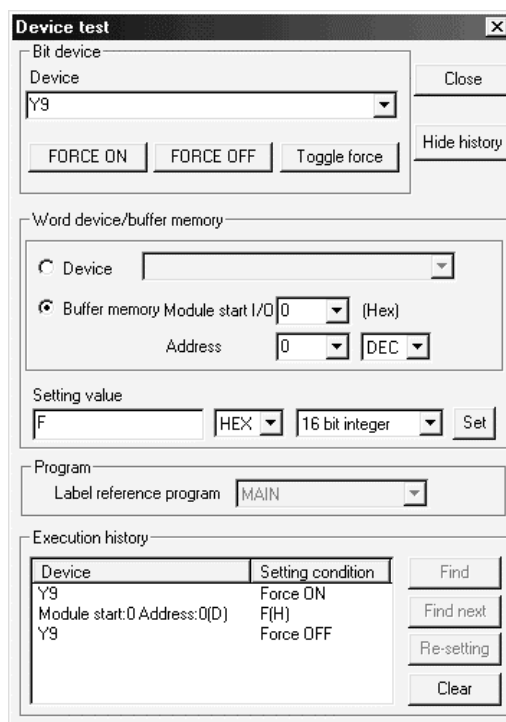 Device test
Bit device
Device
Close
Y9
FORCE ON FORCE OFF Toggle force
Hide history
Word device/buffer memory
Device
Buffer memory Module start I/O 0 (Hex)
Address 0 DEC
Setting value
F HEX 16 bit integer Set
Program
Label reference program MAIN
Execution history
Device Setting condition
Y9 Force ON
Module start:0 Address:0(D) F(H)
Y9 Force OFF
Find
Find next
Re-setting
Clear